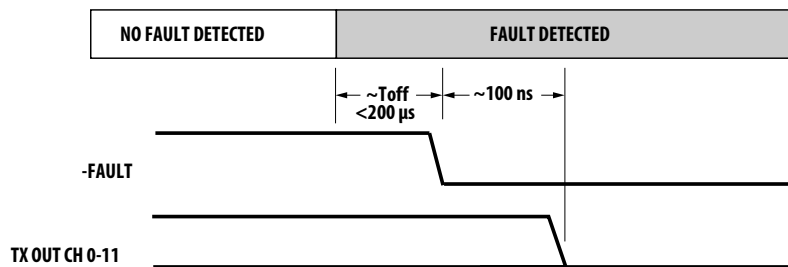 NO FAULT DETECTED
FAULT DETECTED
~Toff
<200 µs
~100 ns
-FAULT
TX OUT CH 0-11